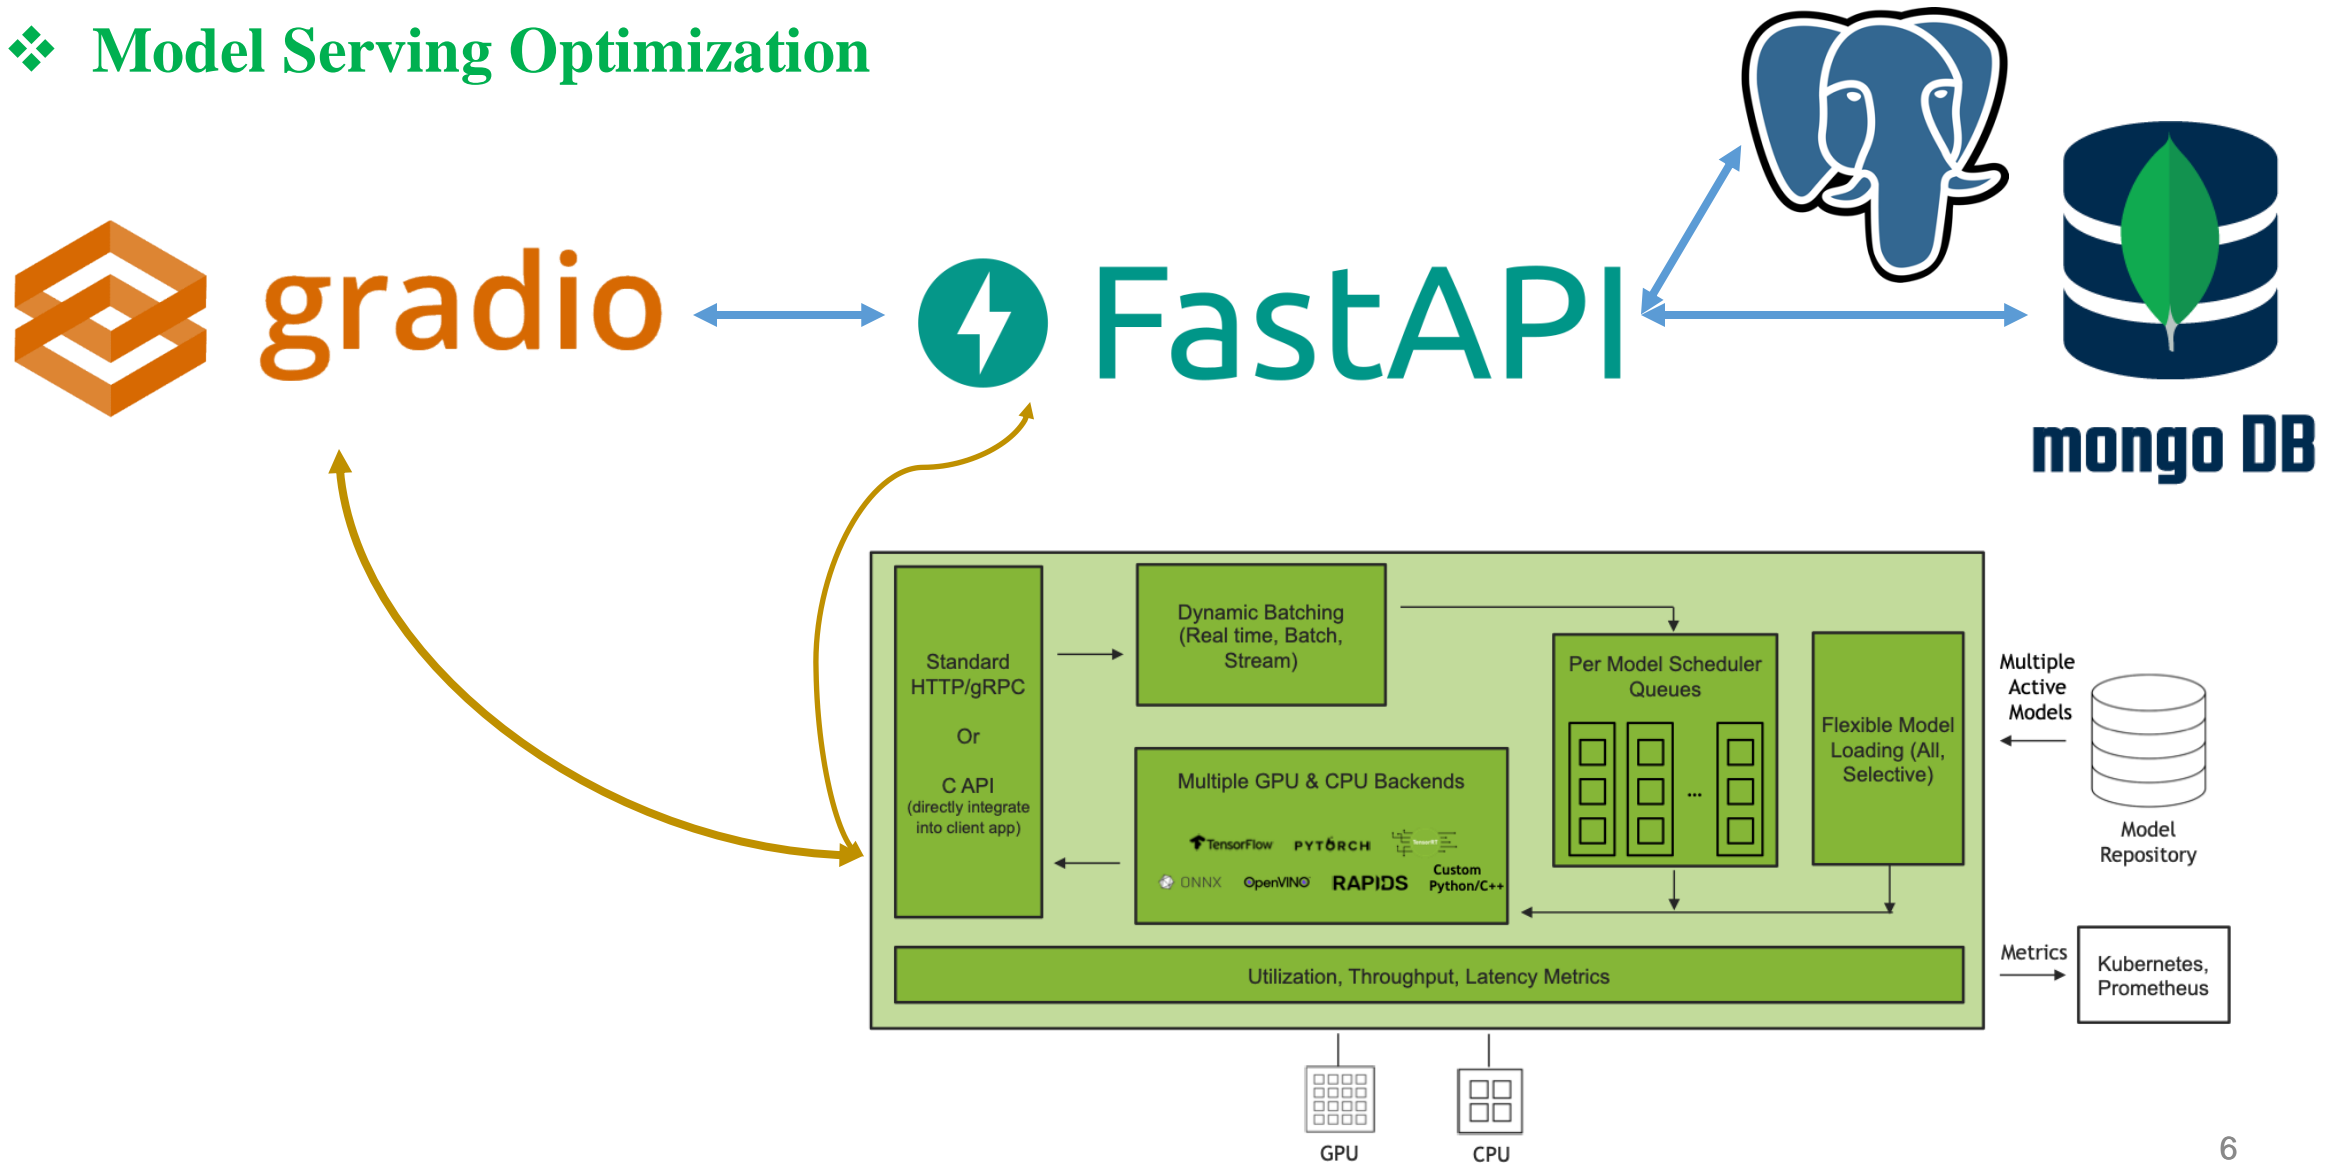 Model Serving Optimization
gradio
FastAPI
mongo DB
Standard
HTTP/gRPC
Or
C API
(directly integrate
into client app)
Dynamic Batching
(Real time, Batch,
Stream)
Per Model Scheduler
Queues
...
Flexible Model
Loading (All,
Selective)
Multiple
Active
Models
Model
Repository
Multiple GPU & CPU Backends
TensorFlow
PYTORCH
TensorRT
ONNX
OpenVINO
RAPIDS
Custom
Python/C++
Utilization, Throughput, Latency Metrics
Metrics
Kubernetes,
Prometheus
GPU
CPU
6